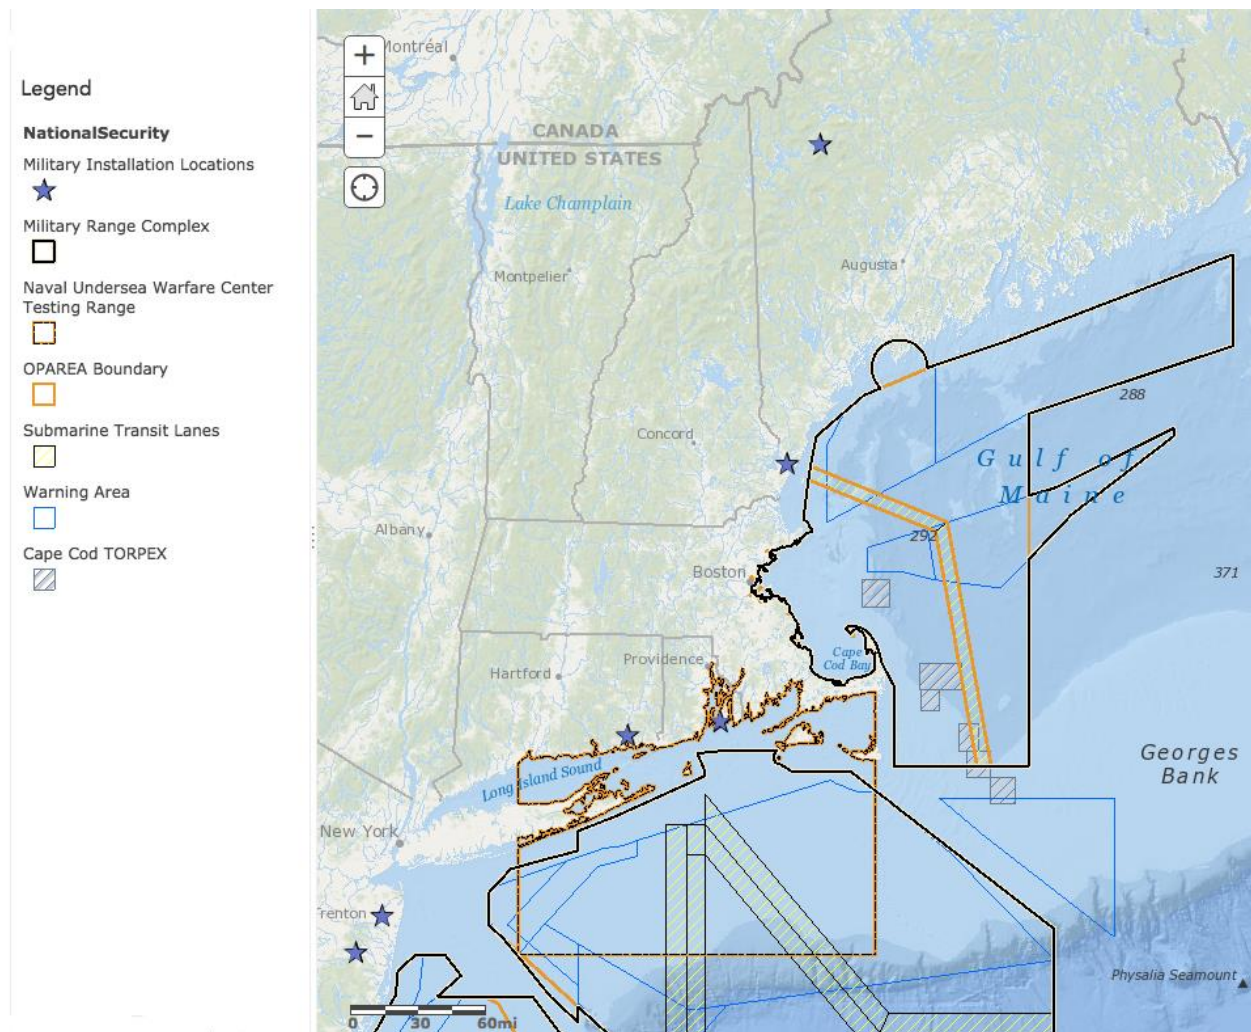 Legend
NationalSecurity
Military Installation Locations
Military Range Complex
Naval Undersea Warfare Center
Testing Range
OPAREA Boundary
Submarine Transit Lanes
Warning Area
Cape Cod TORPEX
+
−
Montréal
CANADA
UNITED STATES
Lake Champlain
Montpelier
Augusta
288
Concord
Gulf of
Maine
Albany
292
Boston
371
Cape
Cod Bay
Providence
Hartford
Long Island Sound
Georges
Bank
New York
renton
Physalia Seamount
0 30 60mi